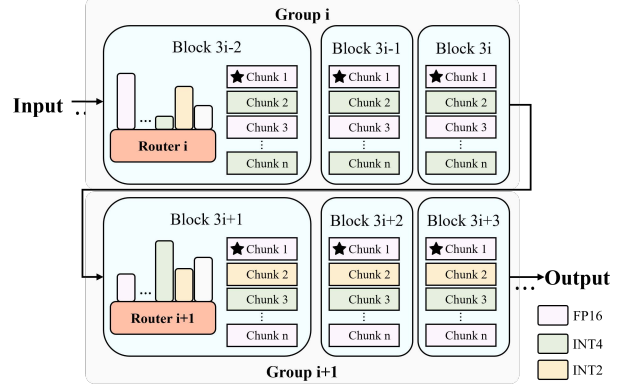 Group i
Block 3i-2
Block 3i-1
Block 3i
Input
...
Router i
★ Chunk 1
Chunk 2
Chunk 3
Chunk n
★ Chunk 1
Chunk 2
Chunk 3
Chunk n
★ Chunk 1
Chunk 2
Chunk 3
Chunk n
Block 3i+1
Block 3i+2
Block 3i+3
...
Router i+1
★ Chunk 1
Chunk 2
Chunk 3
Chunk n
★ Chunk 1
Chunk 2
Chunk 3
Chunk n
★ Chunk 1
Chunk 2
Chunk 3
Chunk n
...
Output
Group i+1
FP16
INT4
INT2